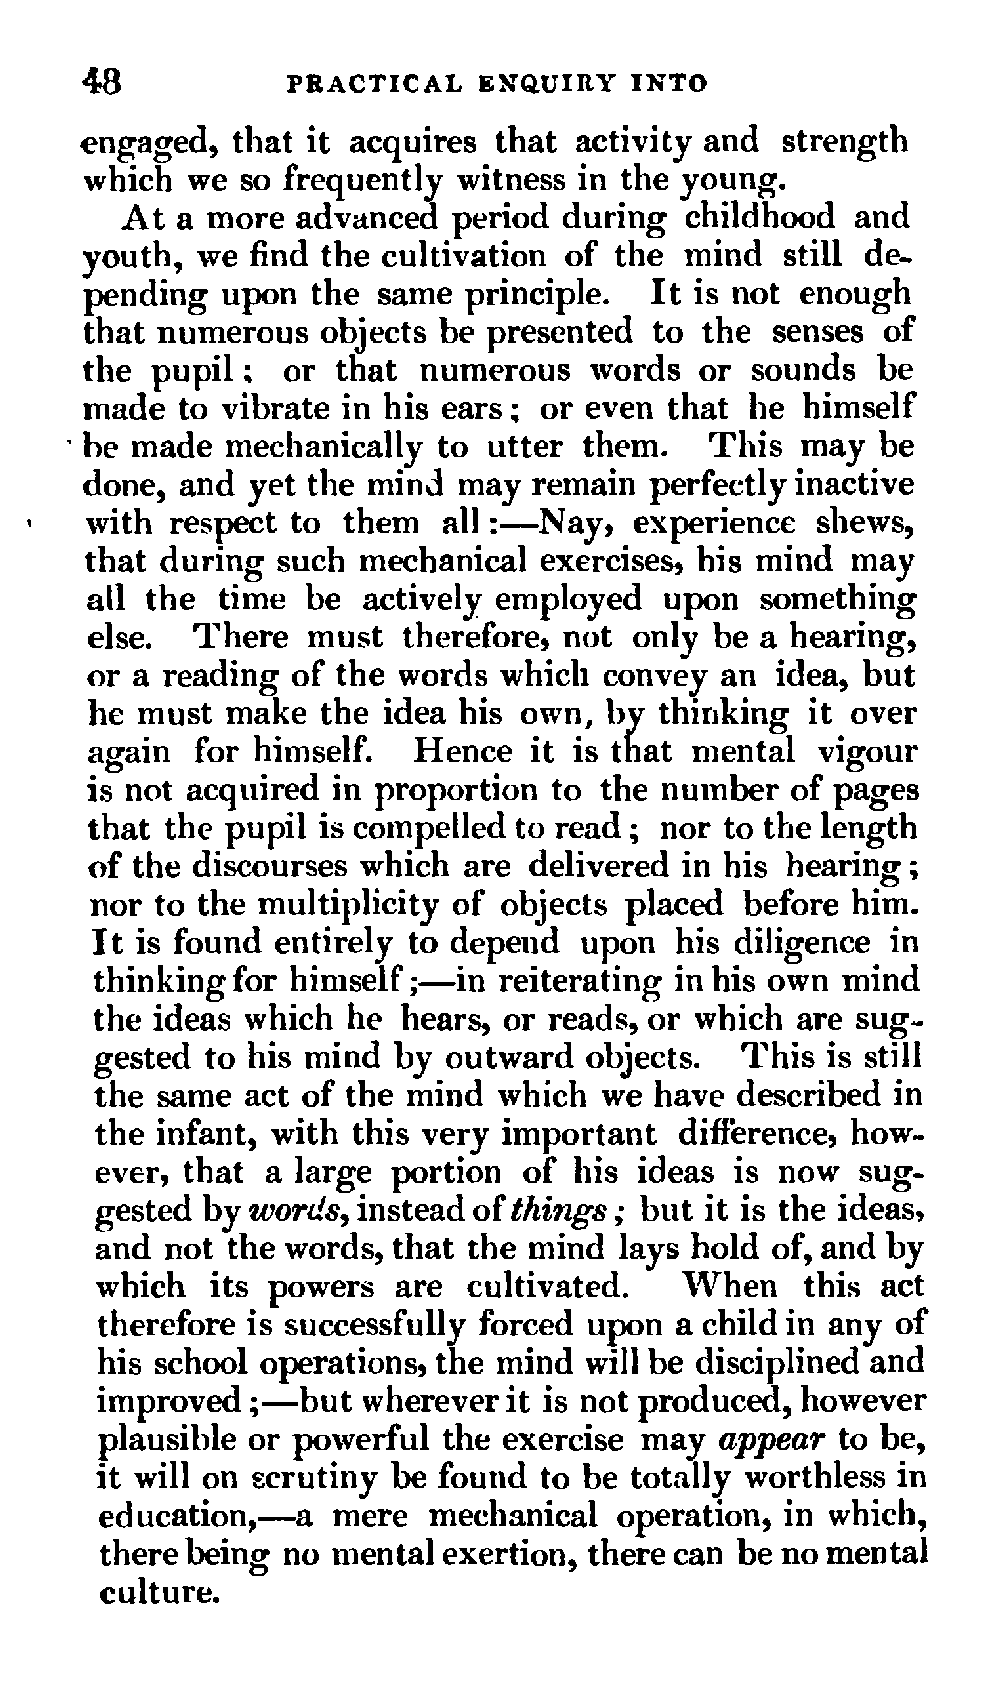 48 PRACTICAL ENQUIRY INTO
engaged, that it acquires that activity and strength
which we so frequently witness in the young.
At a more advanced period during childhood and
youth, we find the cultivation of the mind still de-
pending upon the same principle. It is not enough
that numerous objects be presented to the senses of
the pupil; or that numerous words or sounds be
made to vibrate in his ears; or even that he himself
be made mechanically to utter them. This may be
done, and yet the mind may remain perfectly inactive
with respect to them all:—Nay, experience shews,
that during such mechanical exercises, his mind may
all the time be actively employed upon something
else. There must therefore, not only be a hearing,
or a reading of the words which convey an idea, but
he must make the idea his own, by thinking it over
again for himself. Hence it is that mental vigour
is not acquired in proportion to the number of pages
that the pupil is compelled to read; nor to the length
of the discourses which are delivered in his hearing;
nor to the multiplicity of objects placed before him.
It is found entirely to depend upon his diligence in
thinking for himself;—in reiterating in his own mind
the ideas which he hears, or reads, or which are sug-
gested to his mind by outward objects. This is still
the same act of the mind which we have described in
the infant, with this very important difference, how-
ever, that a large portion of his ideas is now sug-
gested by words, instead of things; but it is the ideas,
and not the words, that the mind lays hold of, and by
which its powers are cultivated. When this act
therefore is successfully forced upon a child in any of
his school operations, the mind will be disciplined and
improved;—but wherever it is not produced, however
plausible or powerful the exercise may appear to be,
it will on scrutiny be found to be totally worthless in
education,—a mere mechanical operation, in which,
there being no mental exertion, there can be no mental
culture.